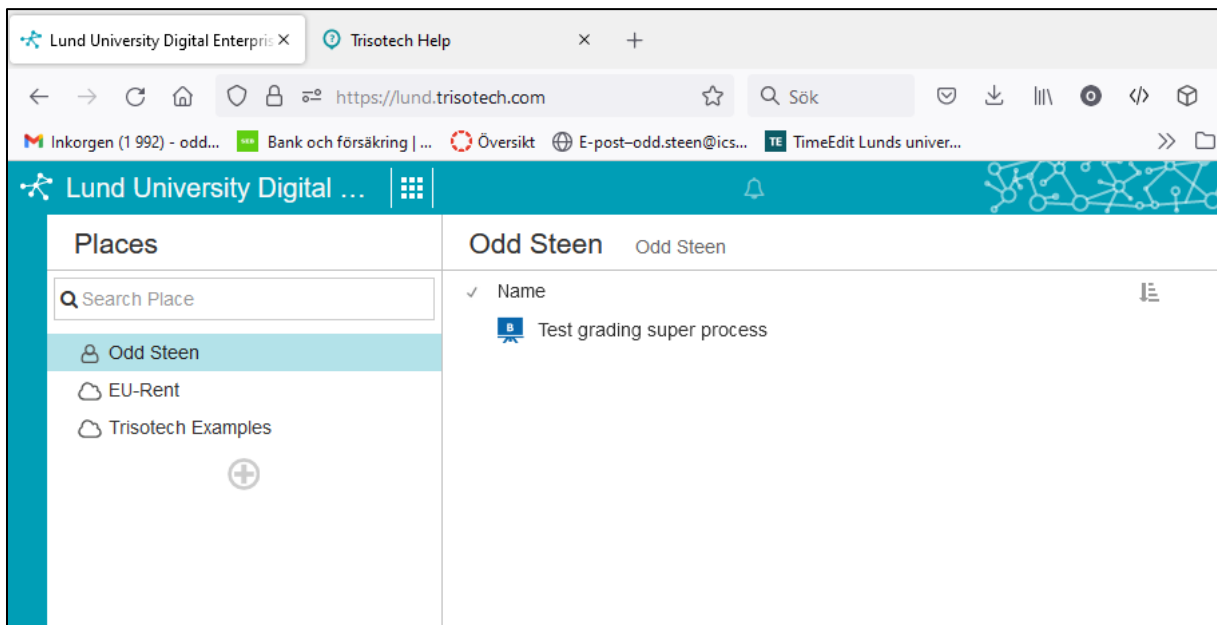 Lund University Digital Enterpris
Trisotech Help
https://lund.trisotech.com
Sök
Inkorgen (1 992) - odd...
SEB
Bank och försäkring | ...
Översikt
E-post–odd.steen@ics...
TE
TimeEdit Lunds univer...
Lund University Digital ...
Places
Odd Steen
Odd Steen
Search Place
Name
B
Test grading super process
Odd Steen
EU-Rent
Trisotech Examples